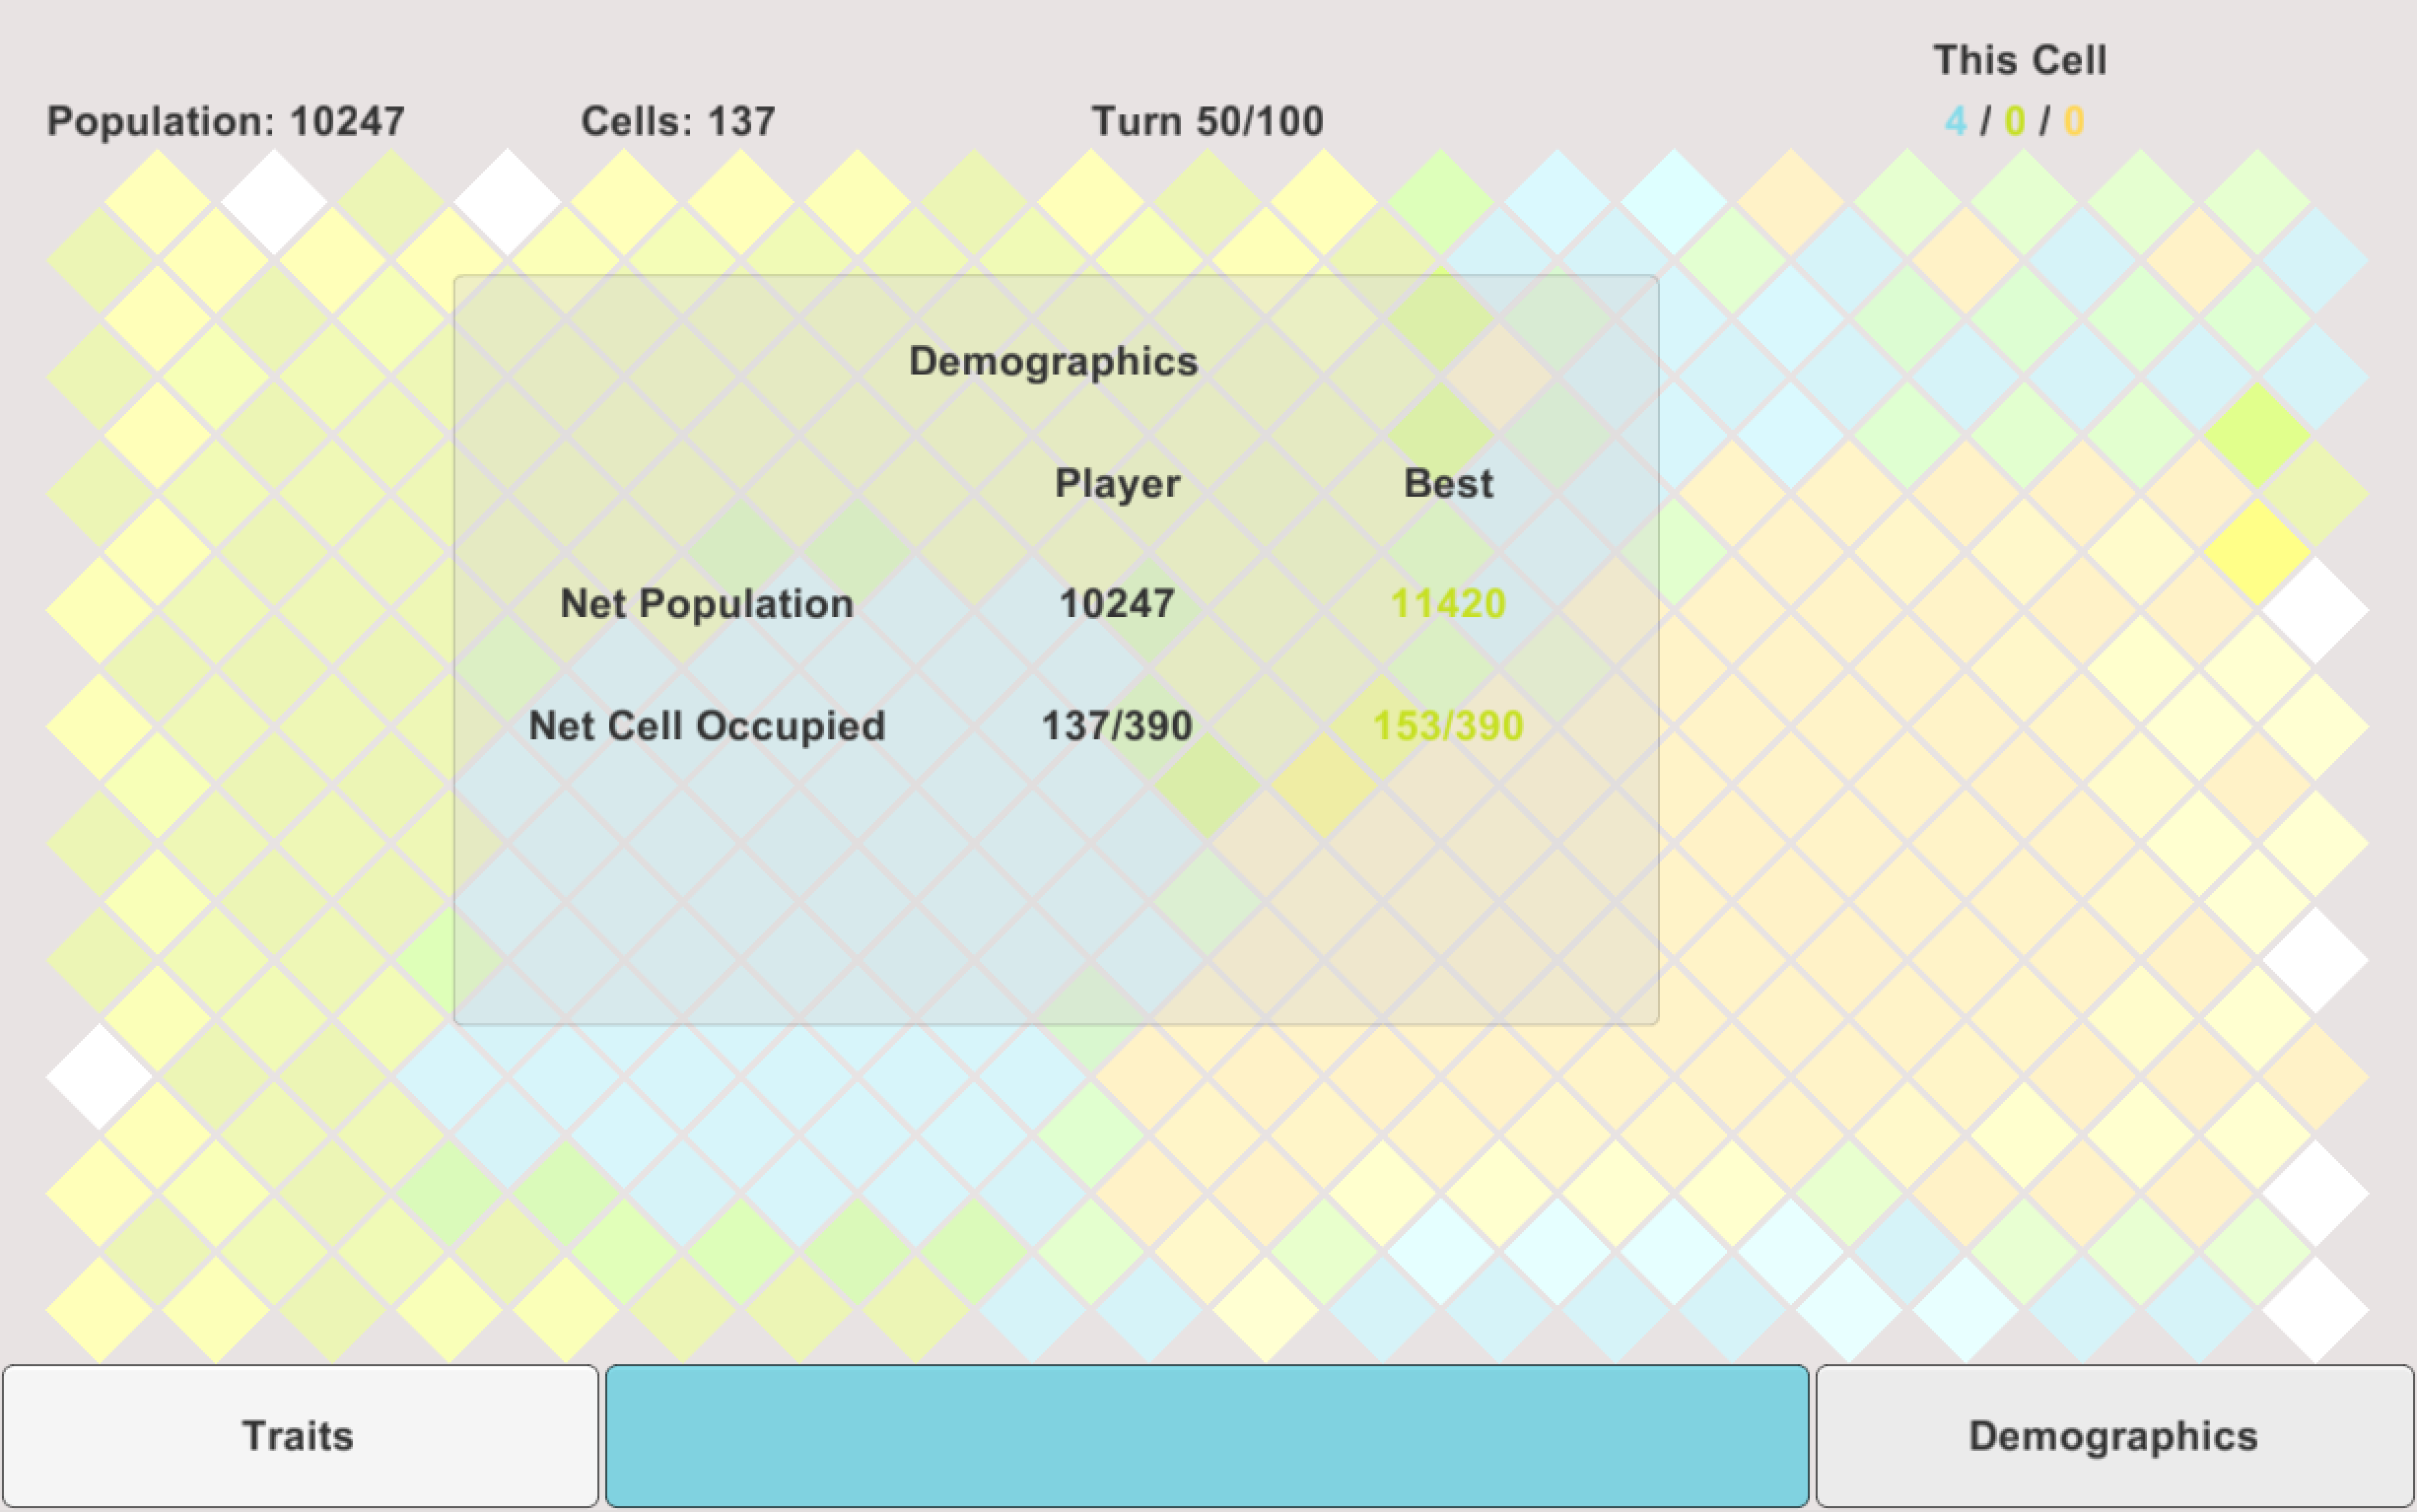 This Cell
Population: 10247 Cells: 137 Turn 50/100 4 / 0 / 0
Demographics
Player Best
Net Population 10247 11420
Net Cell Occupied 137/390 153/390
Traits Demographics